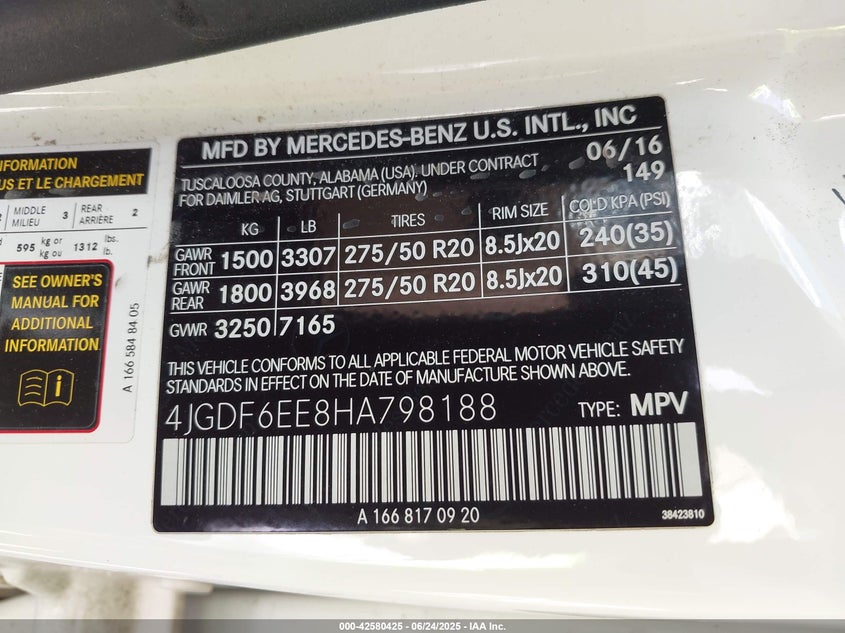 INFORMATION
US ET LE CHARGEMENT
2 MIDDLE MILIEU 3 REAR ARRIÈRE 2
595 kg or kg ou 1312 lbs. lb.
SEE OWNER'S
MANUAL FOR
ADDITIONAL
INFORMATION
A 166 584 84 05
MFD BY MERCEDES-BENZ U.S. INTL., INC
TUSCALOOSA COUNTY, ALABAMA (USA). UNDER CONTRACT 06/16
FOR DAIMLER AG, STUTTGART (GERMANY) 149
KG LB TIRES RIM SIZE COLD KPA(PSI)
GAWR FRONT 1500 3307 275/50 R20 8.5Jx20 240(35)
GAWR REAR 1800 3968 275/50 R20 8.5Jx20 310(45)
GVWR 3250 7165
THIS VEHICLE CONFORMS TO ALL APPLICABLE FEDERAL MOTOR VEHICLE SAFETY
STANDARDS IN EFFECT ON THE DATE OF MANUFACTURE SHOWN ABOVE.
4JGDF6EE8HA798188 TYPE: MPV
A 166 817 09 20
38423810
000-42580425 - 06/24/2025 - IAA Inc.